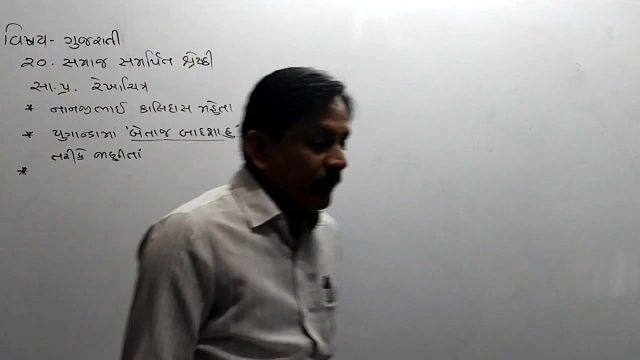 વિષય- ગુજરાતી
૨૦. સમાજ સમર્પિત શ્રેષ્ઠી
સા.પ્ર. રેખાચિત્ર
* નાનજીભાઈ કાલિદાસ મહેતા
* યુગાન્ડામાં 'બેતાજ બાદશાહ'
તરીકે જાણીતાં
*